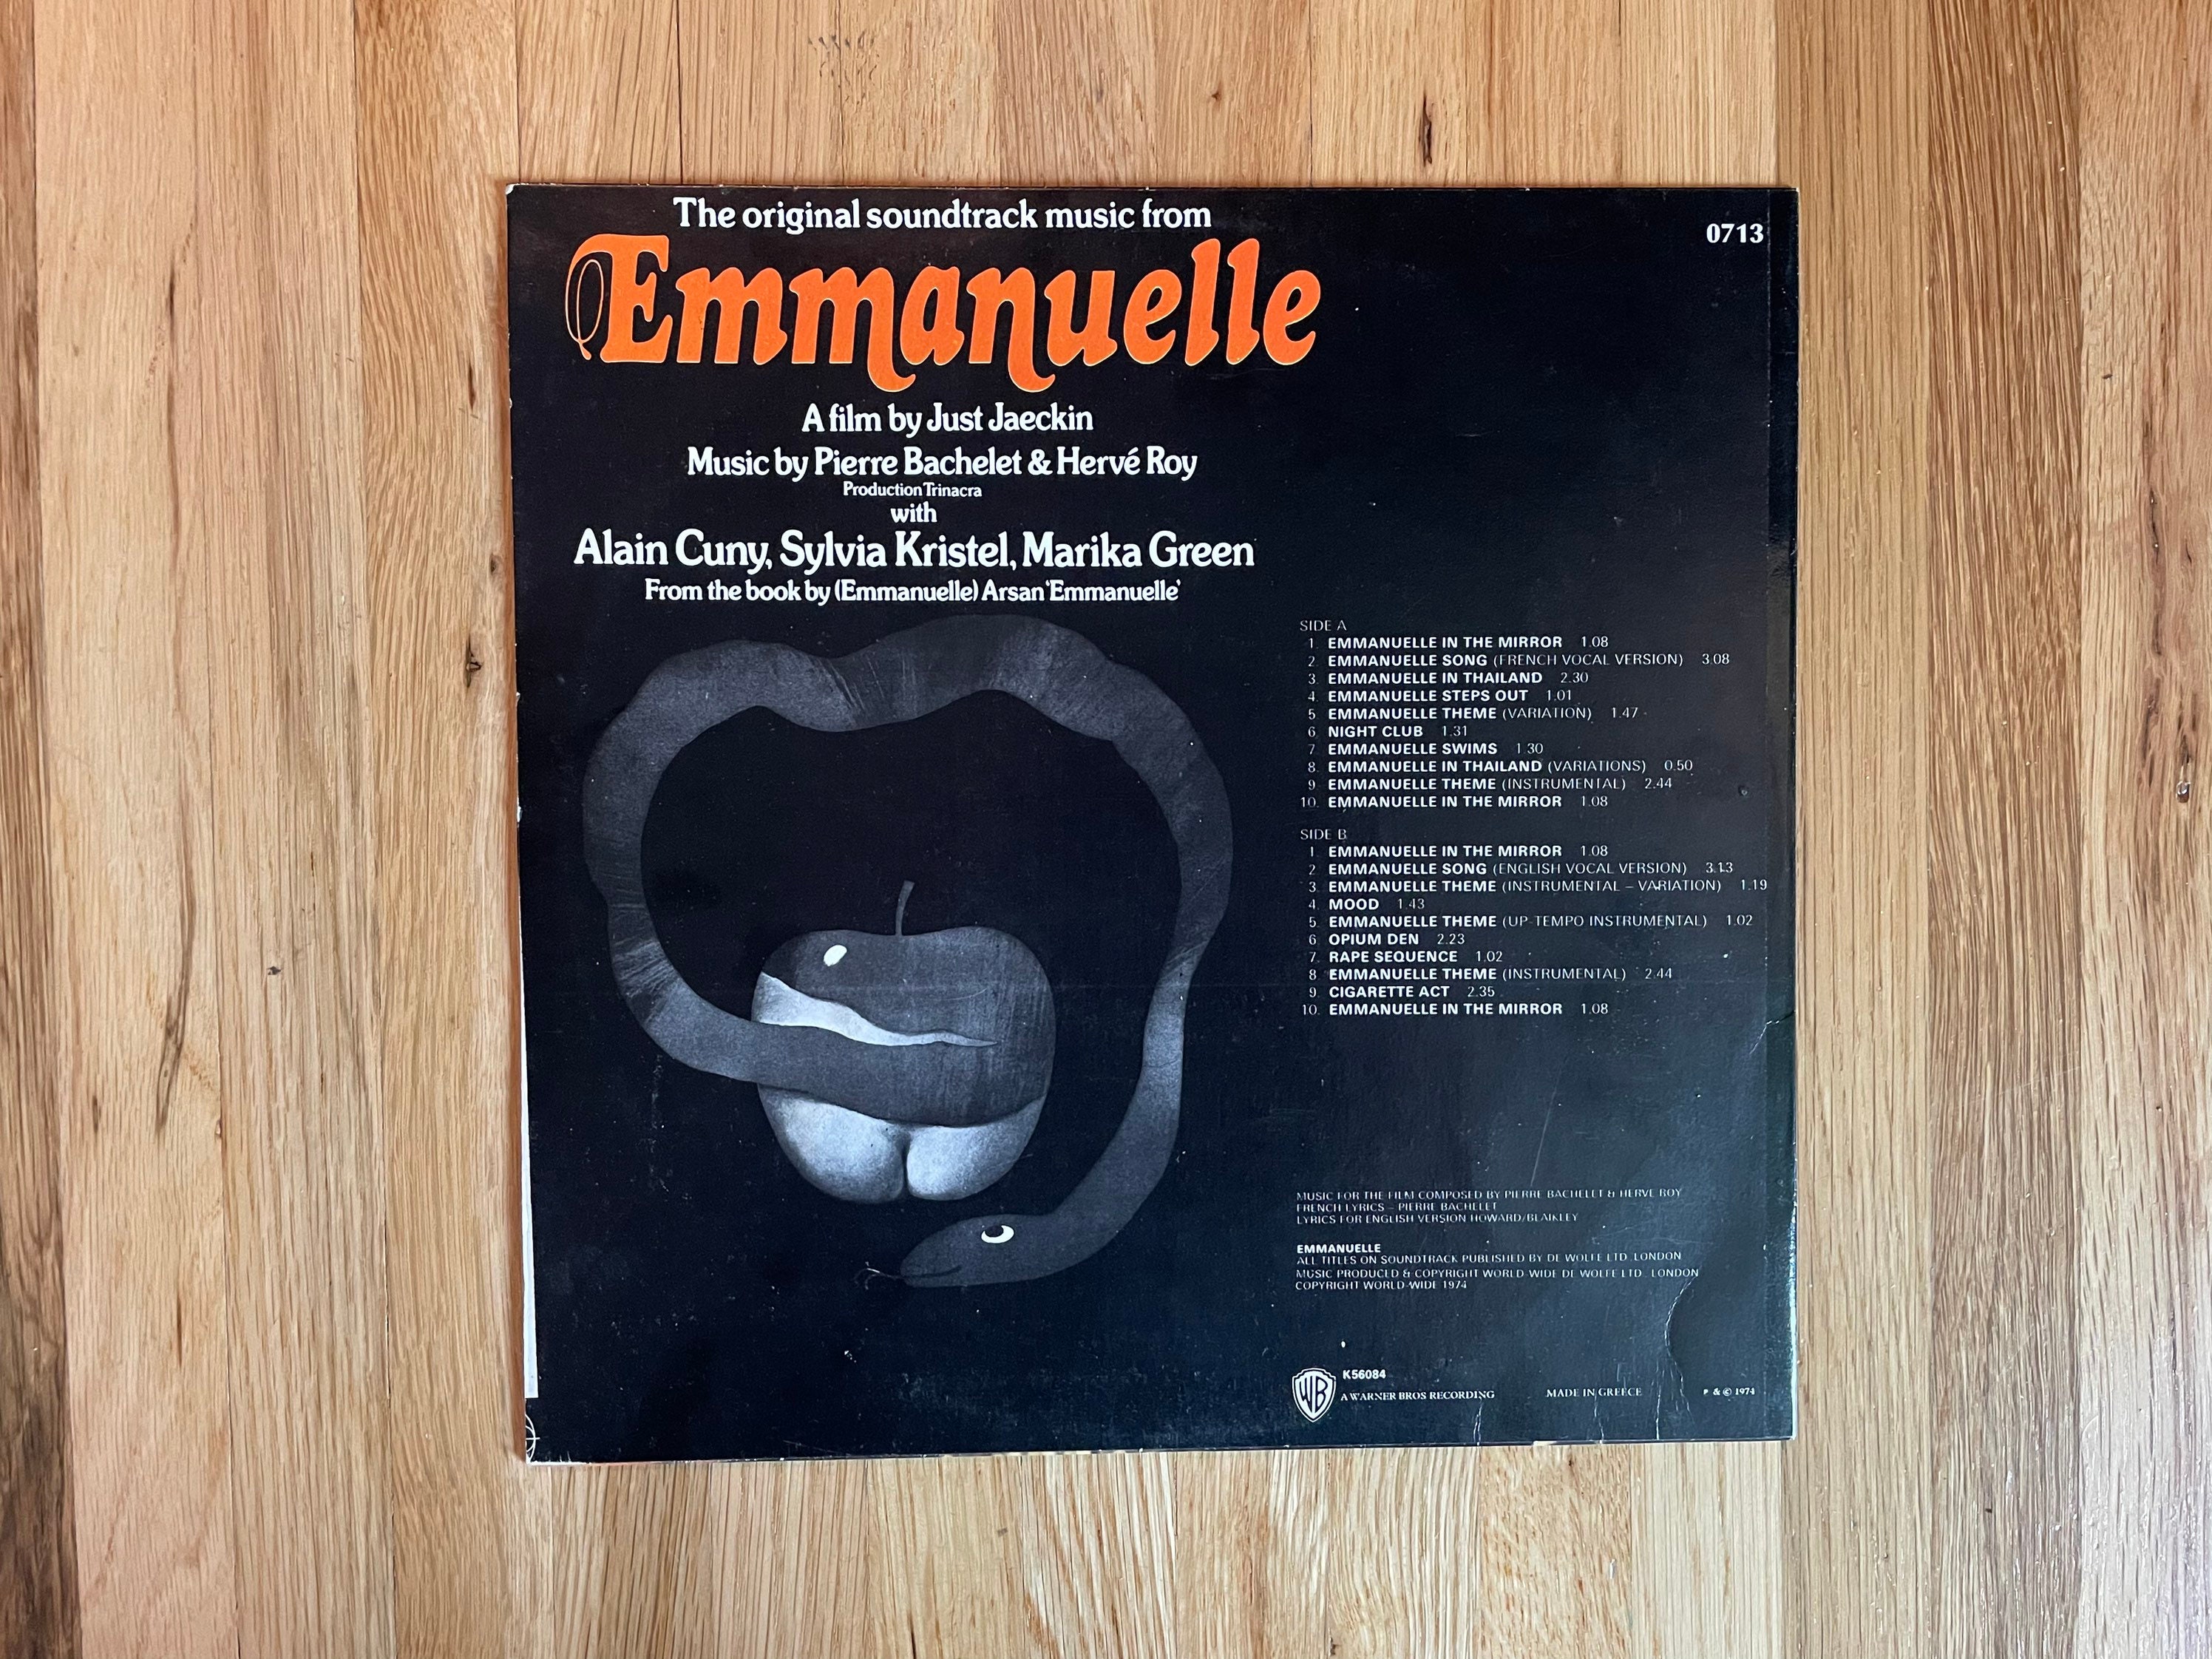 The original soundtrack music from
0713
Emmanuelle
A film by Just Jaeckin
Music by Pierre Bachelet & Hervé Roy
Production Trinacra
with
Alain Cuny, Sylvia Kristel, Marika Green
From the book by (Emmanuelle) Arsan 'Emmanuelle'
SIDE A
1. EMMANUELLE IN THE MIRROR 1.08
2. EMMANUELLE SONG (FRENCH VOCAL VERSION) 3.08
3. EMMANUELLE IN THAILAND 2.30
4. EMMANUELLE STEPS OUT 1.01
5. EMMANUELLE THEME (VARIATION) 1.47
6. NIGHT CLUB 1.31
7. EMMANUELLE SWIMS 1.30
8. EMMANUELLE IN THAILAND (VARIATIONS) 0.50
9. EMMANUELLE THEME (INSTRUMENTAL) 2.44
10. EMMANUELLE IN THE MIRROR 1.08
SIDE B
1. EMMANUELLE IN THE MIRROR 1.08
2. EMMANUELLE SONG (ENGLISH VOCAL VERSION) 3.13
3. EMMANUELLE THEME (INSTRUMENTAL – VARIATION) 1.19
4. MOOD 1.43
5. EMMANUELLE THEME (UP-TEMPO INSTRUMENTAL) 1.02
6. OPIUM DEN 2.23
7. RAPE SEQUENCE 1.02
8. EMMANUELLE THEME (INSTRUMENTAL) 2.44
9. CIGARETTE ACT 2.35
10. EMMANUELLE IN THE MIRROR 1.08
MUSIC FOR THE FILM COMPOSED BY PIERRE BACHELET & HERVE ROY
FRENCH LYRICS – PIERRE BACHELET
LYRICS FOR ENGLISH VERSION HOWARD/BLAIKLEY
EMMANUELLE
ALL TITLES ON SOUNDTRACK PUBLISHED BY DE WOLFE LTD. LONDON
MUSIC PRODUCED & COPYRIGHT WORLD-WIDE DE WOLFE LTD., LONDON
COPYRIGHT WORLD-WIDE 1974
WB
K56084
A WARNER BROS RECORDING MADE IN GREECE P & © 1974